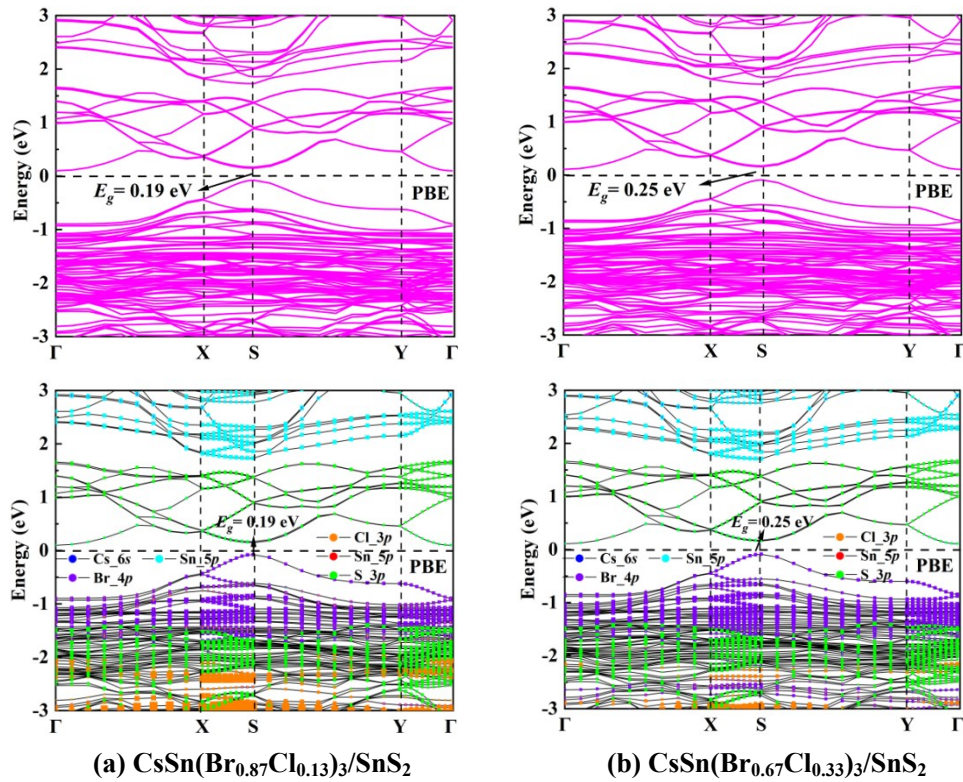 3
2
1
0
-1
-2
-3
Energy (eV)
E_g= 0.19 eV
PBE
Γ X S Y Γ
3
2
1
0
-1
-2
-3
Energy (eV)
E_g= 0.25 eV
PBE
Γ X S Y Γ
3
2
1
0
-1
-2
-3
Energy (eV)
E_g= 0.19 eV
Cl_3p
Cs_6s Sn_5p Sn_5p
Br_4p S_3p
PBE
Γ X S Y Γ
3
2
1
0
-1
-2
-3
Energy (eV)
E_g= 0.25 eV
Cl_3p
Cs_6s Sn_5p Sn_5p
Br_4p S_3p
PBE
Γ X S Y Γ
(a) CsSn(Br₀.₈₇Cl₀.₁₃)₃/SnS₂
(b) CsSn(Br₀.₆₇Cl₀.₃₃)₃/SnS₂